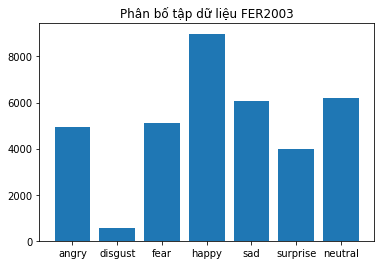 Phân bố tập dữ liệu FER2003
8000
6000
4000
2000
0
angry disgust fear happy sad surprise neutral